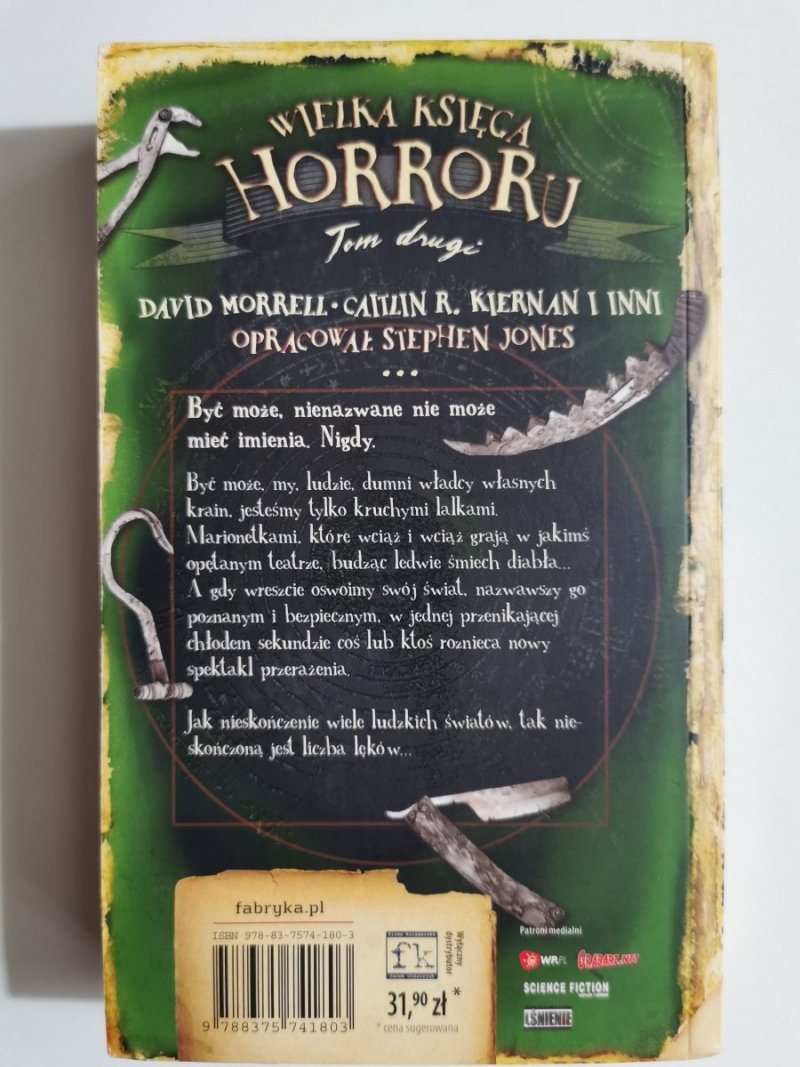 WIELKA KSIĘGA
HORRORU
Tom drugi
DAVID MORRELL · CAITLIN R. KIERNAN I INNI
OPRACOWAŁ STEPHEN JONES
...
Być może, nienazwane nie może
mieć imienia. Nigdy.
Być może, my, ludzie, dumni władcy własnych
krain, jesteśmy tylko kruchymi lalkami.
Marionetkami, które wciąż i wciąż grają w jakimś
opętanym teatrze, budząc ledwie śmiech diabła...
A gdy wreszcie oswoimy swój świat, nazwawszy go
poznanym i bezpiecznym, w jednej przenikającej
chłodem sekundzie coś lub ktoś roznieca nowy
spektakl przerażenia.
Jak nieskończenie wiele ludzkich światów, tak nie-
skończoną jest liczba lęków...
fabryka.pl
ISBN 978-83-7574-180-3
9 788375 741803
fk
Wyłączny
dystrybutor
31,90 zł *
* cena sugerowana
Patroni medialni
WP.PL
GRABARZ.NET
SCIENCE FICTION
LŚNIENIE